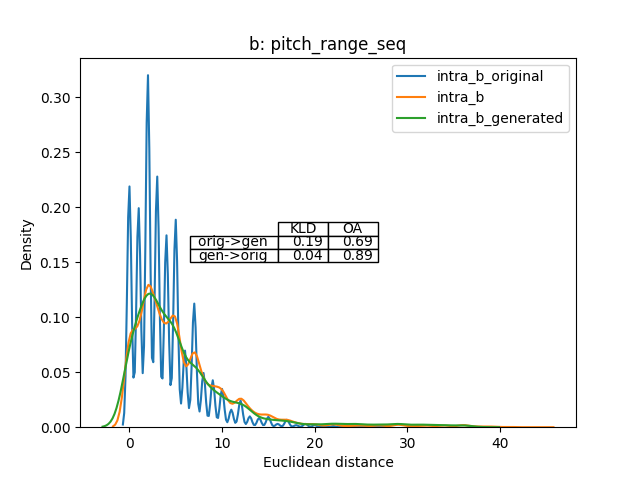 b: pitch_range_seq
intra_b_original
intra_b
intra_b_generated
KLD OA
orig->gen 0.19 0.69
gen->orig 0.04 0.89
Density
0.30
0.25
0.20
0.15
0.10
0.05
0.00
0 10 20 30 40
Euclidean distance